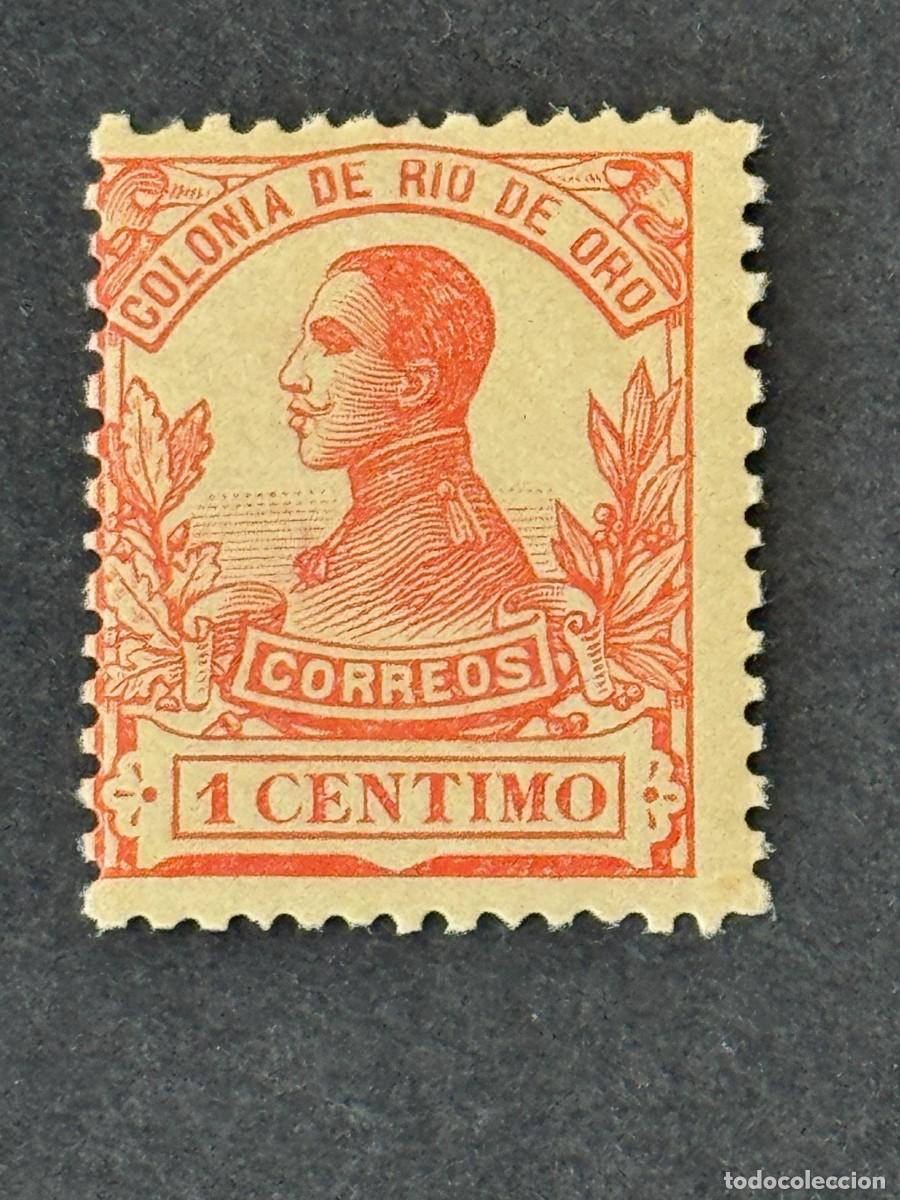 COLONIA DE RIO DE ORO
CORREOS
1 CENTIMO
todocoleccion